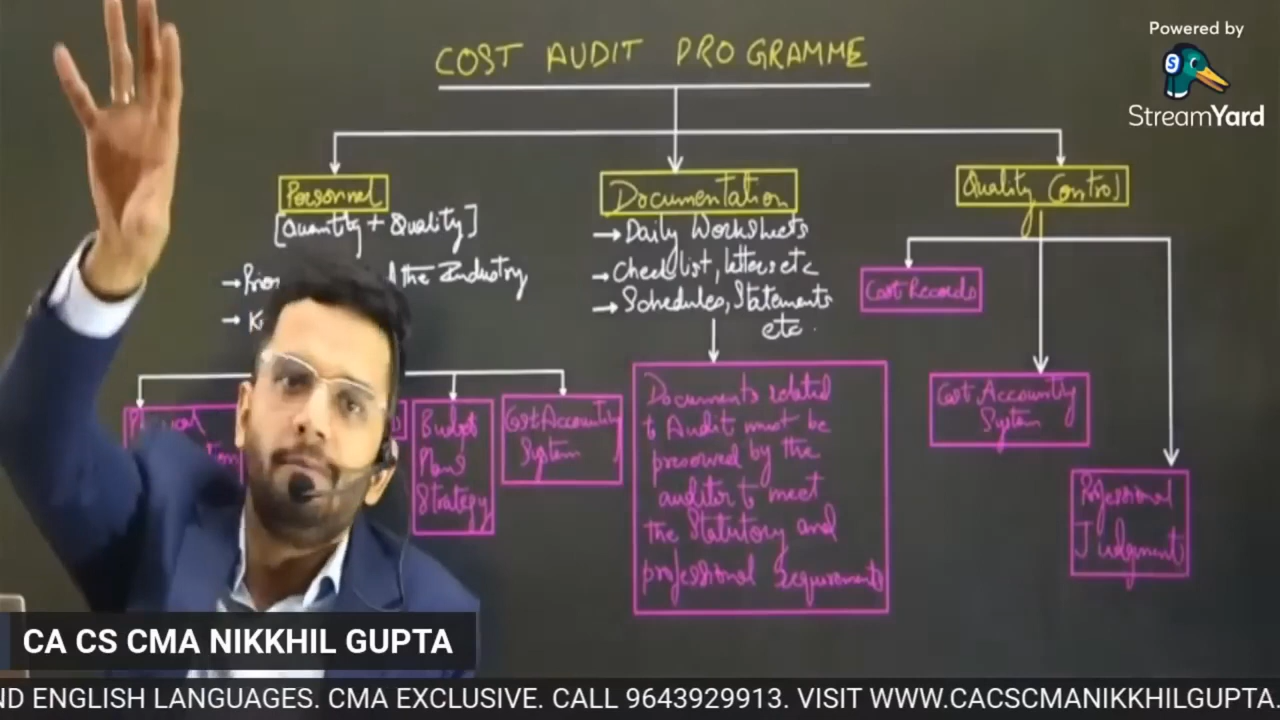 Powered by
StreamYard
COST AUDIT PROGRAMME
Personnel
[Quantity + Quality]
→ Prior
the Industry
→ K
Budget
Plans
Strategy
Cost Accounting
System
Documentation
→ Daily Worksheets
→ Checklist, letters etc
→ Schedules, Statements
etc.
Documents related
to Audit must be
preserved by the
auditor to meet
the Statutory and
professional Requirements
Quality Control
Cost Records
Cost Accounting
System
Professional
Judgment
CA CS CMA NIKKHIL GUPTA
ND ENGLISH LANGUAGES. CMA EXCLUSIVE. CALL 9643929913. VISIT WWW.CACSCMANIKKHILGUPTA.